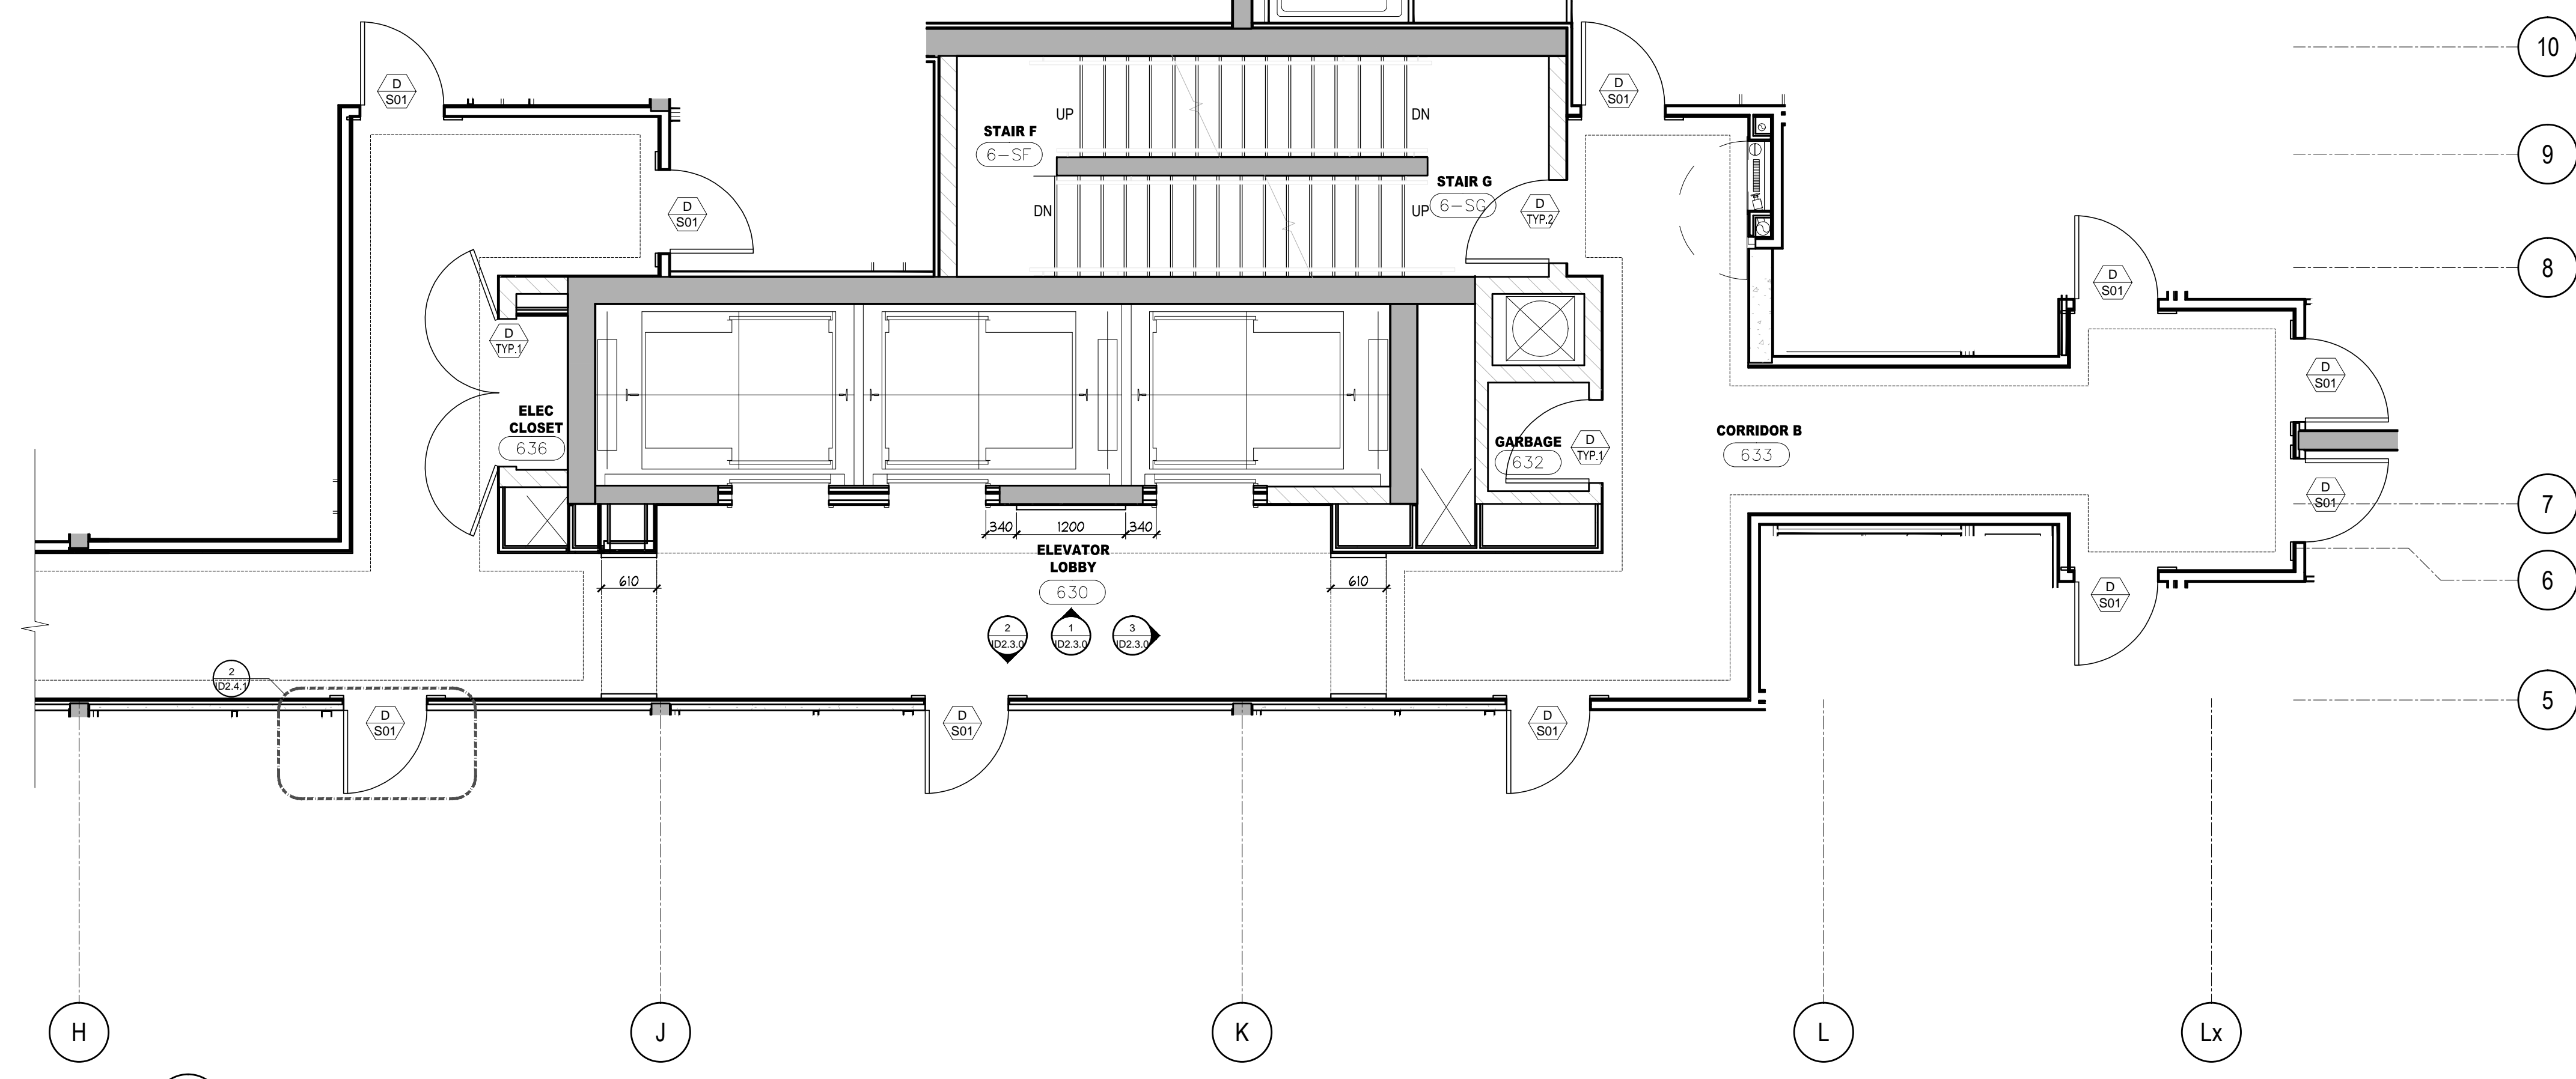 10
D
S01
D
S01
UP
DN
STAIR F
6-SF
9
STAIR G
6-SG
DN
UP
D
S01
D
TYP.2
8
D
S01
D
TYP.1
D
S01
ELEC
CLOSET
636
GARBAGE
632
D
TYP.1
CORRIDOR B
633
D
S01
7
340
1200
340
ELEVATOR
LOBBY
630
610
610
6
D
S01
2
ID2.3.0
1
ID2.3.0
3
ID2.3.0
2
ID2.4.1
5
D
S01
D
S01
D
S01
H
J
K
L
Lx